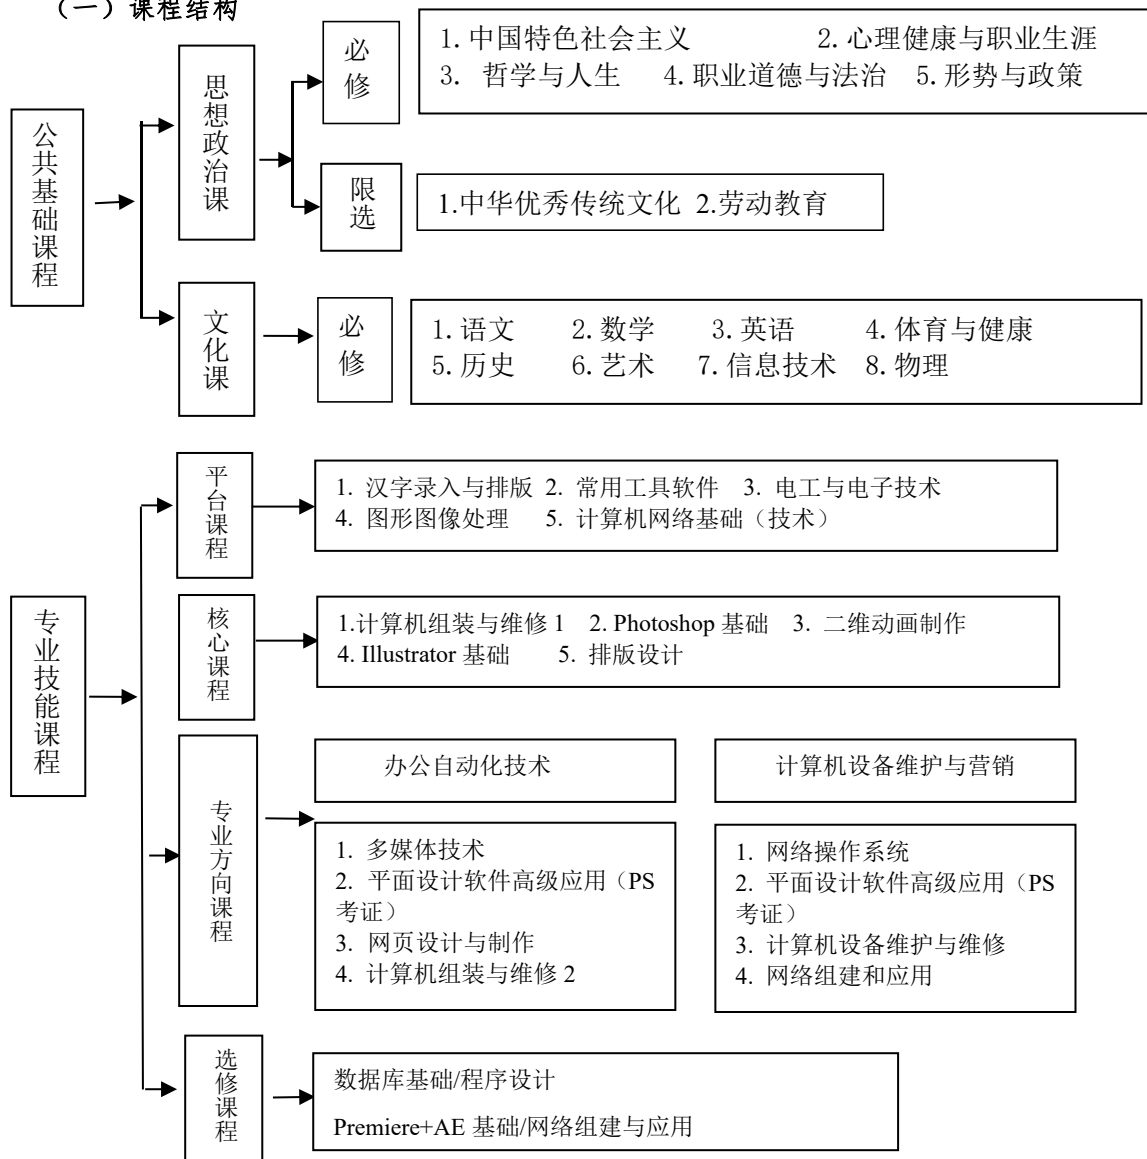 （一）课程结构
公共基础课程
思想政治课
必修
1.中国特色社会主义 2.心理健康与职业生涯
3. 哲学与人生 4.职业道德与法治 5.形势与政策
限选
1.中华优秀传统文化 2.劳动教育
文化课
必修
1.语文 2.数学 3.英语 4.体育与健康
5.历史 6.艺术 7.信息技术 8.物理
专业技能课程
平台课程
1. 汉字录入与排版 2. 常用工具软件 3. 电工与电子技术
4. 图形图像处理 5. 计算机网络基础（技术）
核心课程
1.计算机组装与维修 1 2. Photoshop 基础 3. 二维动画制作
4. Illustrator 基础 5. 排版设计
专业方向课程
办公自动化技术
1. 多媒体技术
2. 平面设计软件高级应用（PS
考证）
3. 网页设计与制作
4. 计算机组装与维修 2
计算机设备维护与营销
1. 网络操作系统
2. 平面设计软件高级应用（PS
考证）
3. 计算机设备维护与维修
4. 网络组建和应用
选修课程
数据库基础/程序设计
Premiere+AE 基础/网络组建与应用